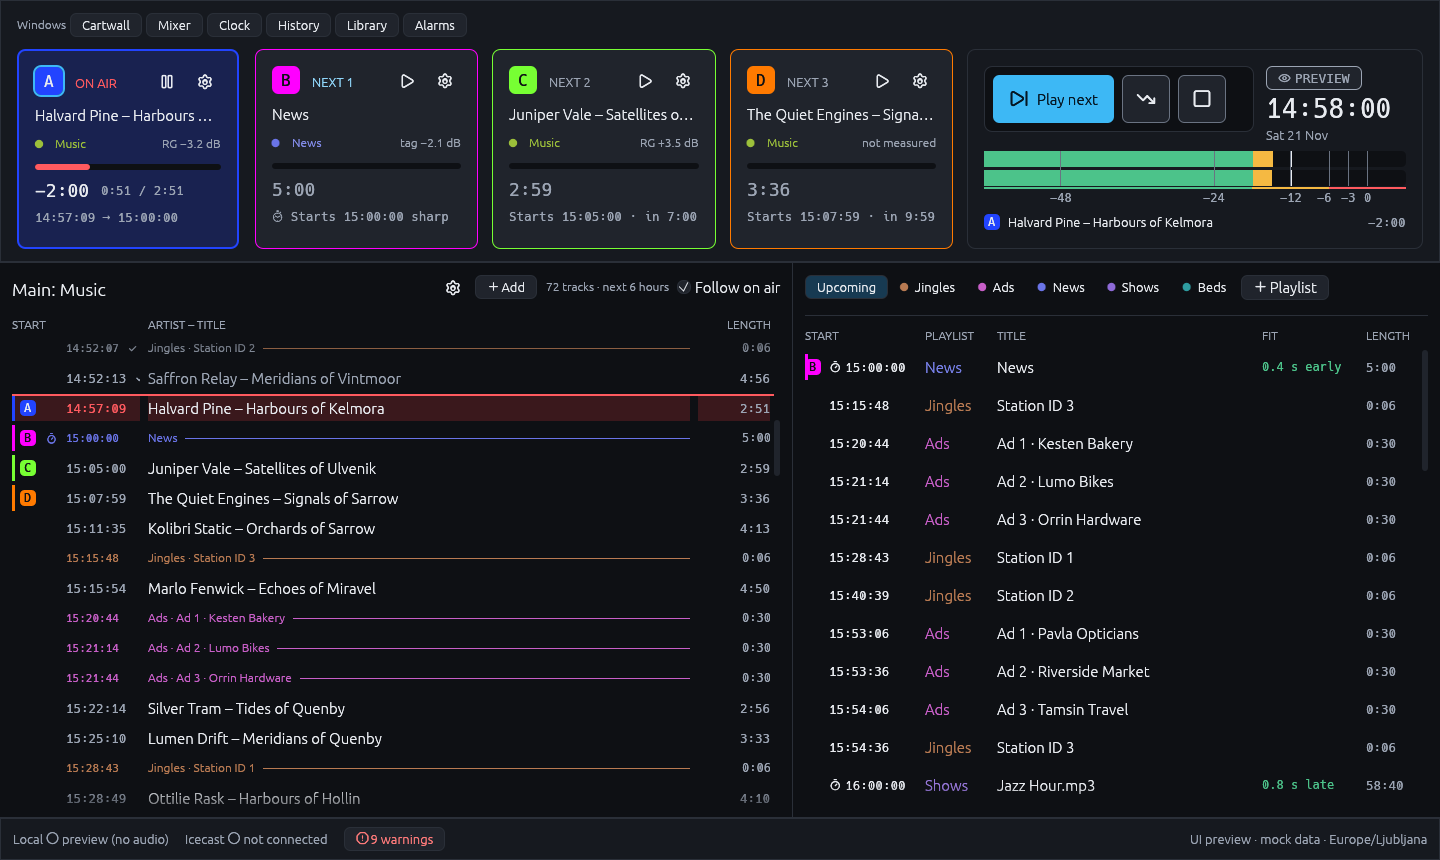 Windows Cartwall Mixer Clock History Library Alarms
A ON AIR
Halvard Pine – Harbours …
Music RG −3.2 dB
−2:00 0:51 / 2:51
14:57:09 → 15:00:00
B NEXT 1
News
News tag −2.1 dB
5:00
Starts 15:00:00 sharp
C NEXT 2
Juniper Vale – Satellites o…
Music RG +3.5 dB
2:59
Starts 15:05:00 · in 7:00
D NEXT 3
The Quiet Engines – Signa…
Music not measured
3:36
Starts 15:07:59 · in 9:59
Play next
PREVIEW
14:58:00
Sat 21 Nov
−48 −24 −12 −6 −3 0
A Halvard Pine – Harbours of Kelmora −2:00
Main: Music + Add 72 tracks · next 6 hours Follow on air
START ARTIST – TITLE LENGTH
14:52:07 Jingles · Station ID 2 0:06
14:52:13 Saffron Relay – Meridians of Vintmoor 4:56
A 14:57:09 Halvard Pine – Harbours of Kelmora 2:51
B 15:00:00 News 5:00
C 15:05:00 Juniper Vale – Satellites of Ulvenik 2:59
D 15:07:59 The Quiet Engines – Signals of Sarrow 3:36
15:11:35 Kolibri Static – Orchards of Sarrow 4:13
15:15:48 Jingles · Station ID 3 0:06
15:15:54 Marlo Fenwick – Echoes of Miravel 4:50
15:20:44 Ads · Ad 1 · Kesten Bakery 0:30
15:21:14 Ads · Ad 2 · Lumo Bikes 0:30
15:21:44 Ads · Ad 3 · Orrin Hardware 0:30
15:22:14 Silver Tram – Tides of Quenby 2:56
15:25:10 Lumen Drift – Meridians of Quenby 3:33
15:28:43 Jingles · Station ID 1 0:06
15:28:49 Ottilie Rask – Harbours of Hollin 4:10
Upcoming Jingles Ads News Shows Beds + Playlist
START PLAYLIST TITLE FIT LENGTH
B 15:00:00 News News 0.4 s early 5:00
15:15:48 Jingles Station ID 3 0:06
15:20:44 Ads Ad 1 · Kesten Bakery 0:30
15:21:14 Ads Ad 2 · Lumo Bikes 0:30
15:21:44 Ads Ad 3 · Orrin Hardware 0:30
15:28:43 Jingles Station ID 1 0:06
15:40:39 Jingles Station ID 2 0:06
15:53:06 Ads Ad 1 · Pavla Opticians 0:30
15:53:36 Ads Ad 2 · Riverside Market 0:30
15:54:06 Ads Ad 3 · Tamsin Travel 0:30
15:54:36 Jingles Station ID 3 0:06
16:00:00 Shows Jazz Hour.mp3 0.8 s late 58:40
Local preview (no audio) Icecast not connected 9 warnings UI preview · mock data · Europe/Ljubljana